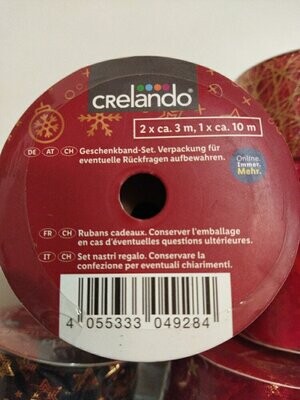 crelando
2 x ca. 3 m, 1 x ca. 10 m
DE AT CH Geschenkband-Set. Verpackung für
eventuelle Rückfragen aufbewahren.
Online.
Immer.
Mehr.
FR CH Rubans cadeaux. Conserver l'emballage
en cas d'éventuelles questions ultérieures.
IT CH Set nastri regalo. Conservare la
confezione per eventuali chiarimenti.
4 055333 049284